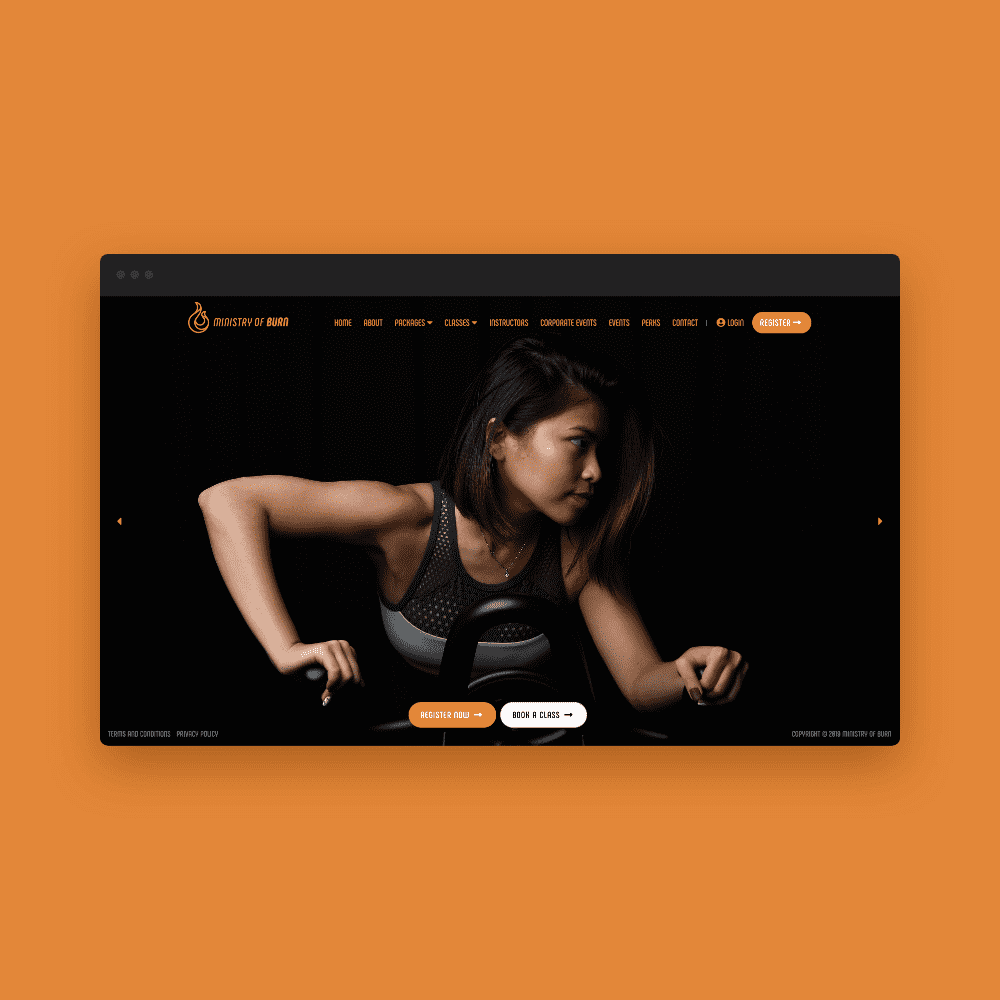 MINISTRY OF BURN
HOME ABOUT PACKAGES CLASSES INSTRUCTORS CORPORATE EVENTS EVENTS PERKS CONTACT | LOGIN REGISTER
REGISTER NOW BOOK A CLASS
TERMS AND CONDITIONS PRIVACY POLICY
COPYRIGHT © 2019 MINISTRY OF BURN